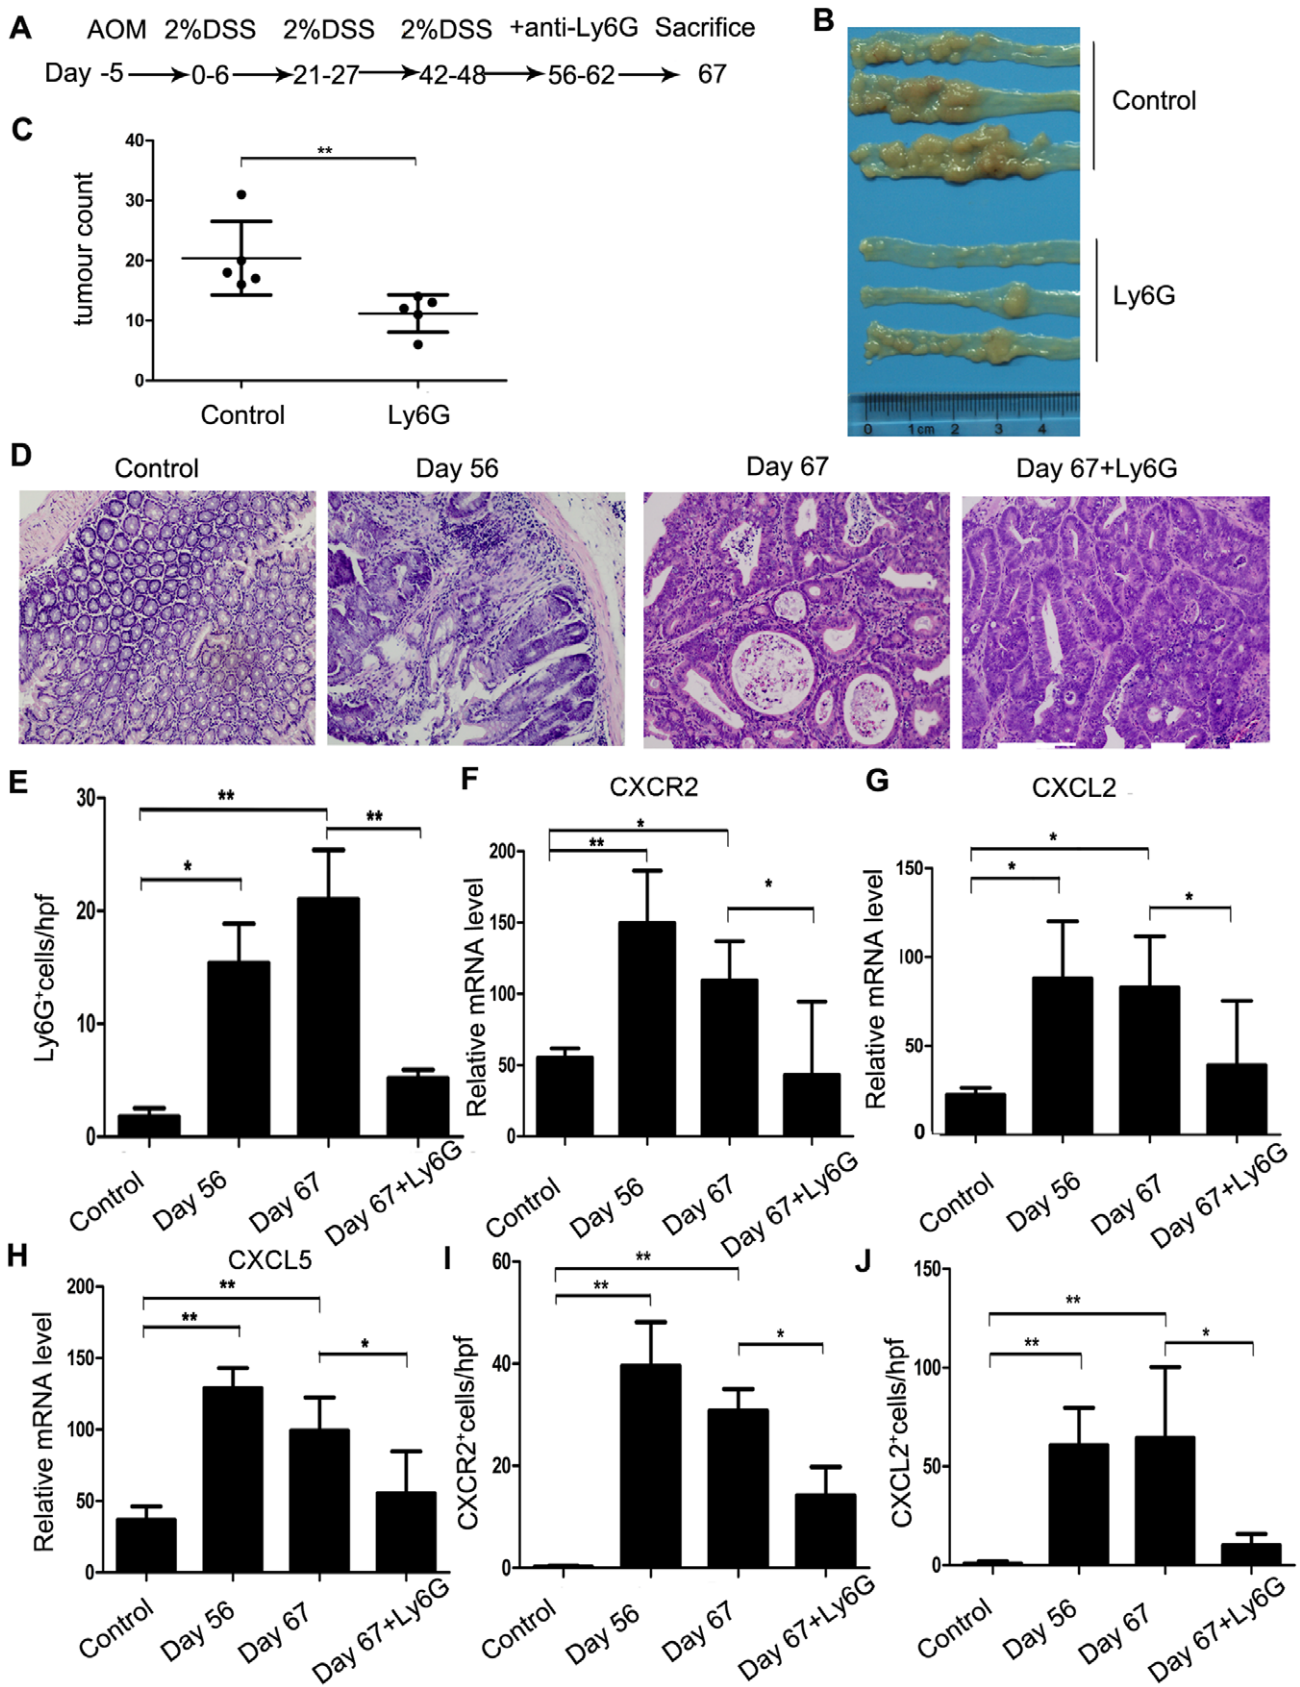 A
AOM 2%DSS 2%DSS 2%DSS +anti-Ly6G Sacrifice
Day -5 0-6 21-27 42-48 56-62 67
B
Control
Ly6G
0 1cm 2 3 4
C
40
30
20
10
0
tumour count
**
Control Ly6G
D
Control Day 56 Day 67 Day 67+Ly6G
E
30
20
10
0
Ly6G+cells/hpf
** ** *
Control Day 56 Day 67 Day 67+Ly6G
F
CXCR2
200
150
100
50
0
Relative mRNA level
* ** *
Control Day 56 Day 67 Day 67+Ly6G
G
CXCL2
150
100
50
0
Relative mRNA level
* * *
Control Day 56 Day 67 Day 67+Ly6G
H
CXCL5
200
150
100
50
0
Relative mRNA level
** ** *
Control Day 56 Day 67 Day 67+Ly6G
I
60
40
20
0
CXCR2+cells/hpf
** ** *
Control Day 56 Day 67 Day 67+Ly6G
J
150
100
50
0
CXCL2+cells/hpf
** ** *
Control Day 56 Day 67 Day 67+Ly6G